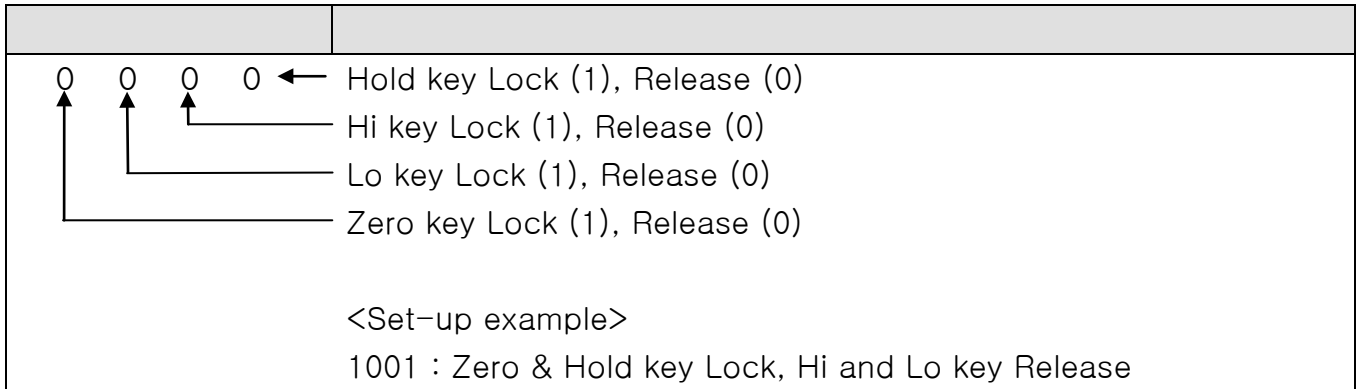 0 0 0 0 Hold key Lock (1), Release (0)
Hi key Lock (1), Release (0)
Lo key Lock (1), Release (0)
Zero key Lock (1), Release (0)
<Set-up example>
1001 : Zero & Hold key Lock, Hi and Lo key Release